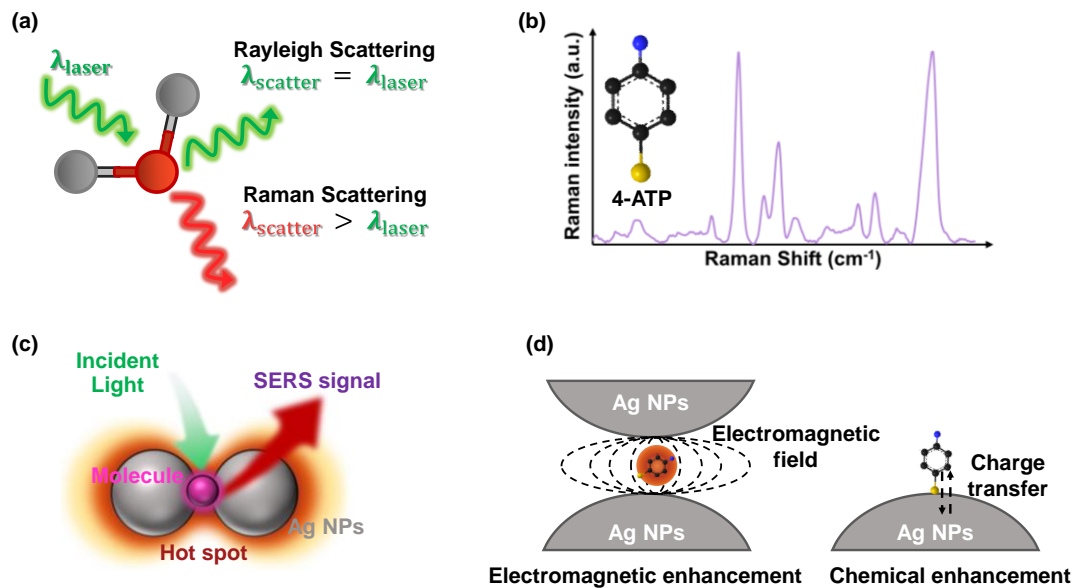 (a)
λlaser
Rayleigh Scattering
λscatter = λlaser
Raman Scattering
λscatter > λlaser
(b)
Raman intensity (a.u.)
4-ATP
Raman Shift (cm⁻¹)
(c)
Incident
Light
SERS signal
Molecule
Ag NPs
Hot spot
(d)
Ag NPs
Electromagnetic
field
Ag NPs
Electromagnetic enhancement
Charge
transfer
Ag NPs
Chemical enhancement